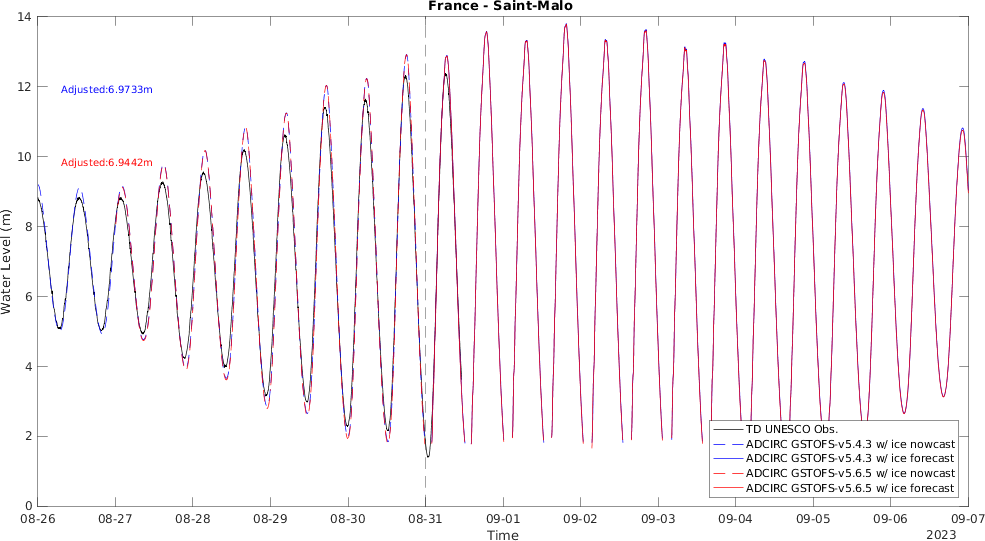 France - Saint-Malo
14
12
10
8
6
4
2
0
Water Level (m)
Adjusted:6.9733m
Adjusted:6.9442m
TD UNESCO Obs.
ADCIRC GSTOFS-v5.4.3 w/ ice nowcast
ADCIRC GSTOFS-v5.4.3 w/ ice forecast
ADCIRC GSTOFS-v5.6.5 w/ ice nowcast
ADCIRC GSTOFS-v5.6.5 w/ ice forecast
08-26 08-27 08-28 08-29 08-30 08-31 09-01 09-02 09-03 09-04 09-05 09-06 09-07
Time
2023